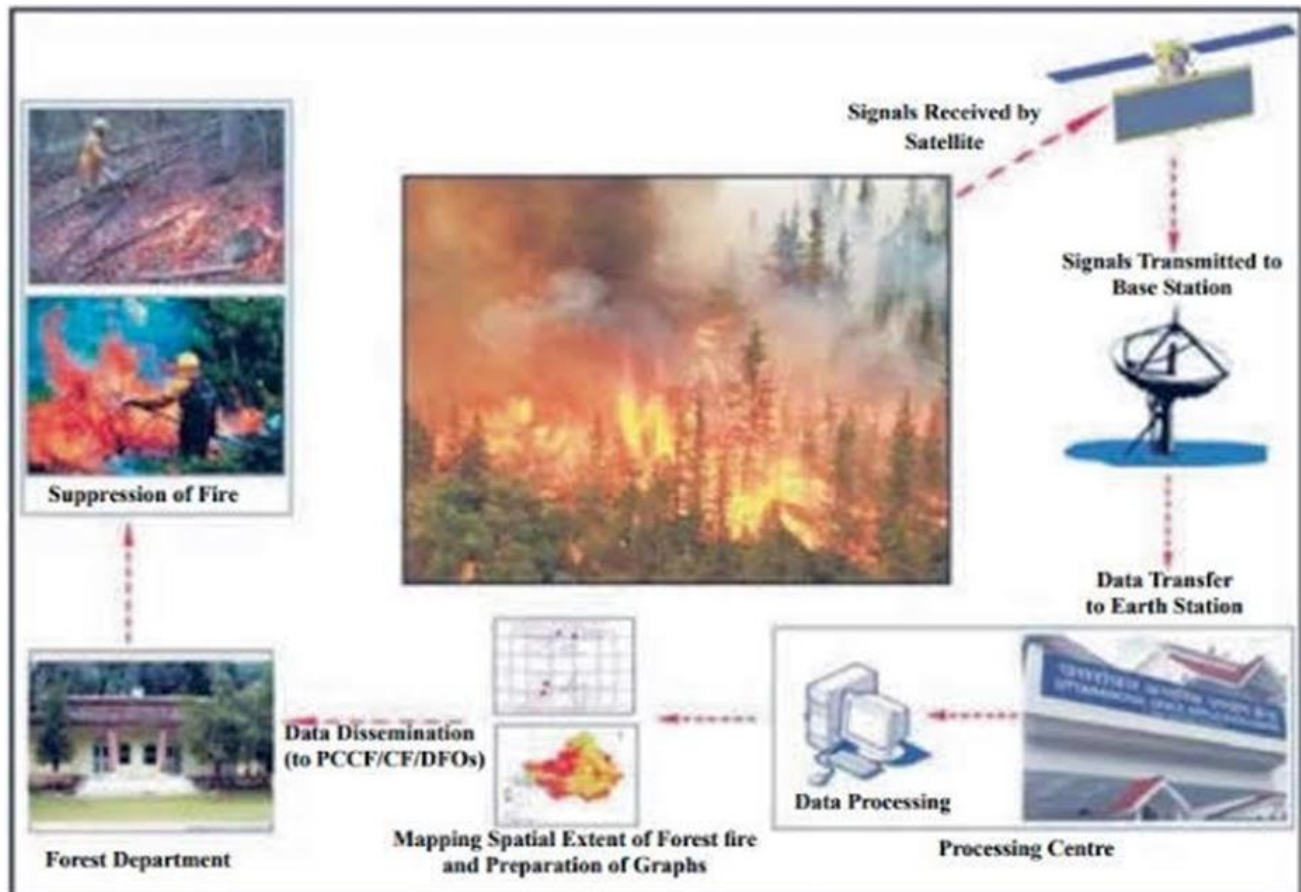 Signals Received by
Satellite
Signals Transmitted to
Base Station
Data Transfer
to Earth Station
Suppression of Fire
Data Dissemination
(to PCCF/CF/DFOs)
Data Processing
Mapping Spatial Extent of Forest fire
and Preparation of Graphs
Forest Department
Processing Centre